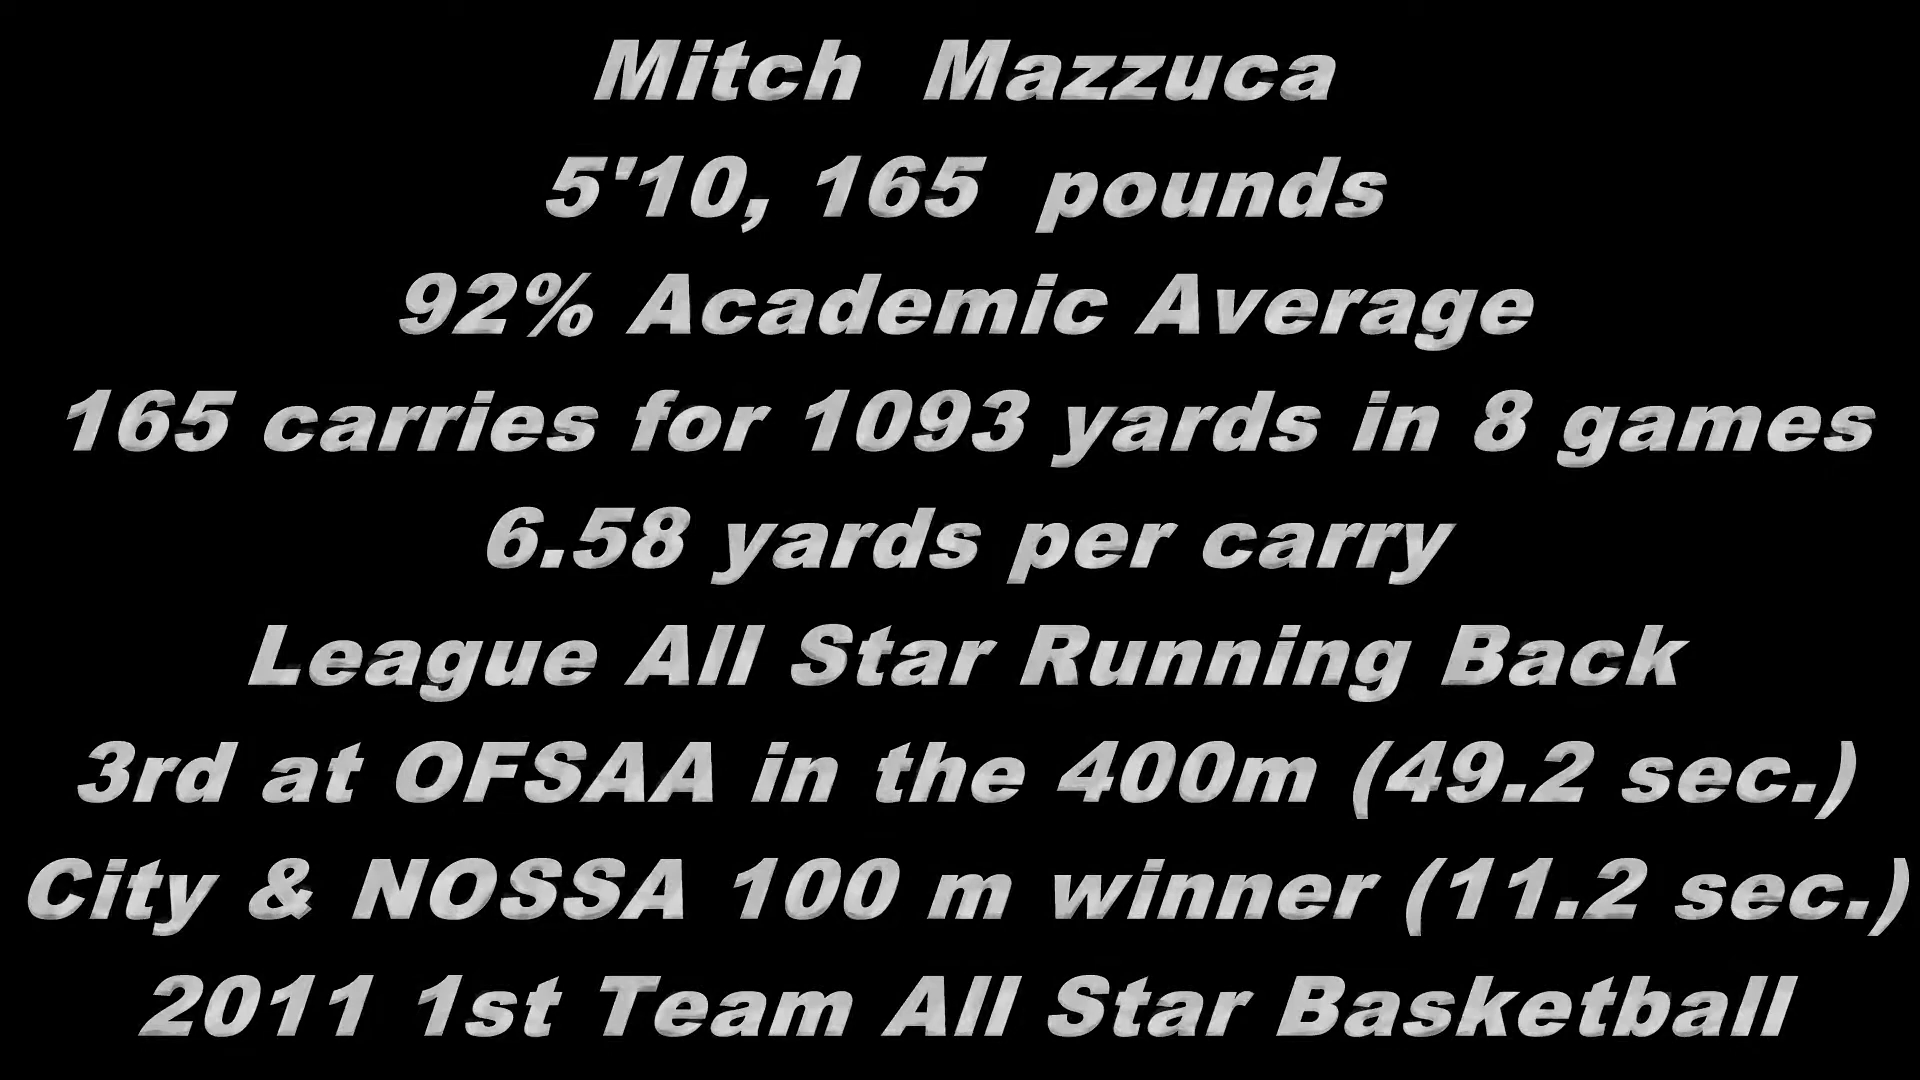 Mitch Mazzuca
5'10, 165 pounds
92% Academic Average
165 carries for 1093 yards in 8 games
6.58 yards per carry
League All Star Running Back
3rd at OFSAA in the 400m (49.2 sec.)
City & NOSSA 100 m winner (11.2 sec.)
2011 1st Team All Star Basketball